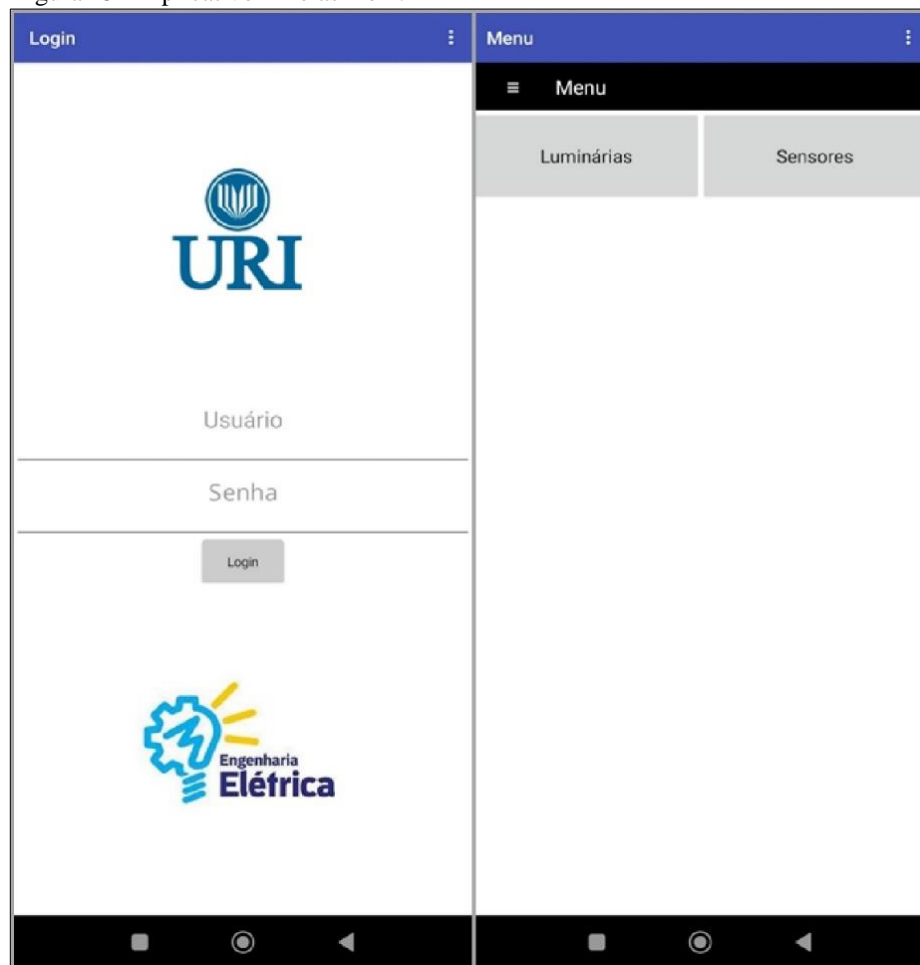 Login
URI
Usuário
Senha
Login
Engenharia
Elétrica
Menu
Menu
Luminárias
Sensores